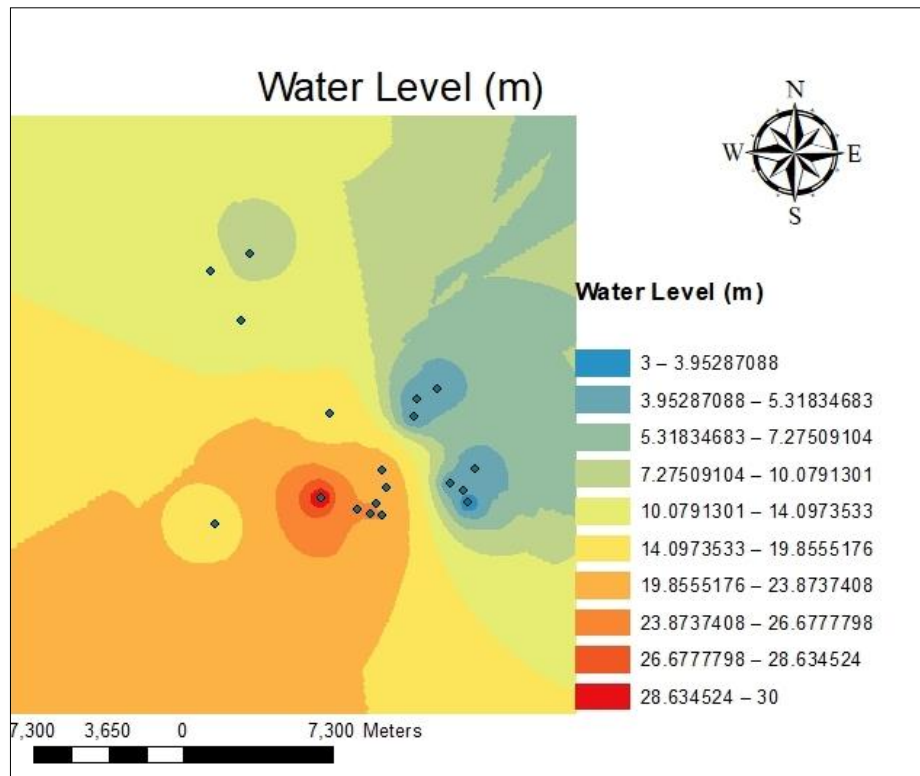 Water Level (m)
N
W E
S
Water Level (m)
3 – 3.95287088
3.95287088 – 5.31834683
5.31834683 – 7.27509104
7.27509104 – 10.0791301
10.0791301 – 14.0973533
14.0973533 – 19.8555176
19.8555176 – 23.8737408
23.8737408 – 26.6777798
26.6777798 – 28.634524
28.634524 – 30
7,300 3,650 0 7,300 Meters